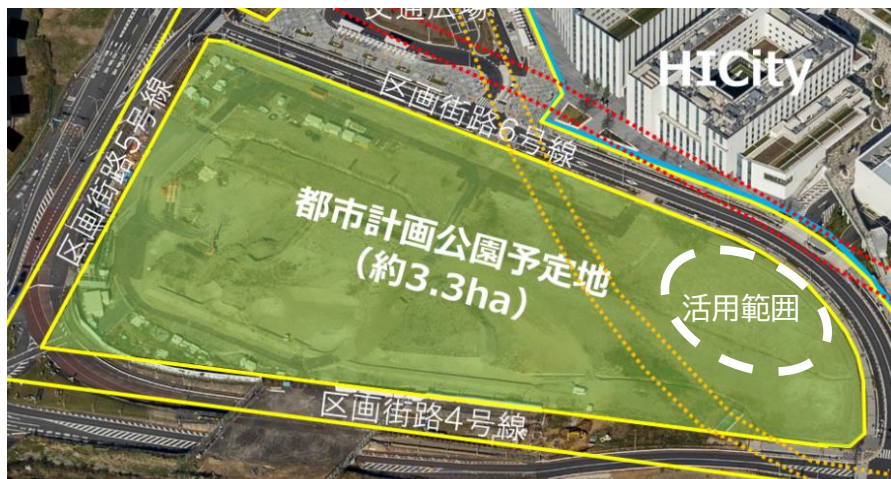 交通広場
HICity
区画街路6号線
区画街路5号線
都市計画公園予定地
(約3.3ha)
活用範囲
区画街路4号線